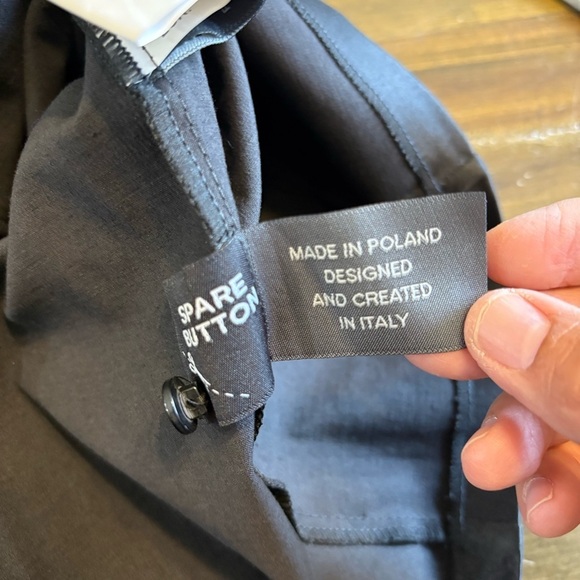 SPARE
BUTTON
MADE IN POLAND
DESIGNED
AND CREATED
IN ITALY